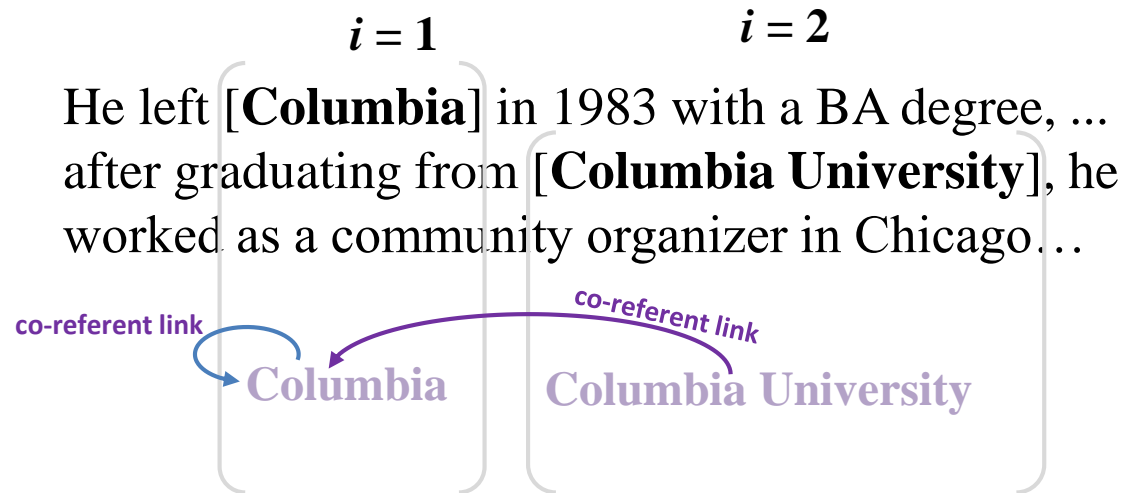 i = 1
i = 2
He left [Columbia] in 1983 with a BA degree, ...
after graduating from [Columbia University], he
worked as a community organizer in Chicago…
co-referent link
co-referent link
Columbia
Columbia University